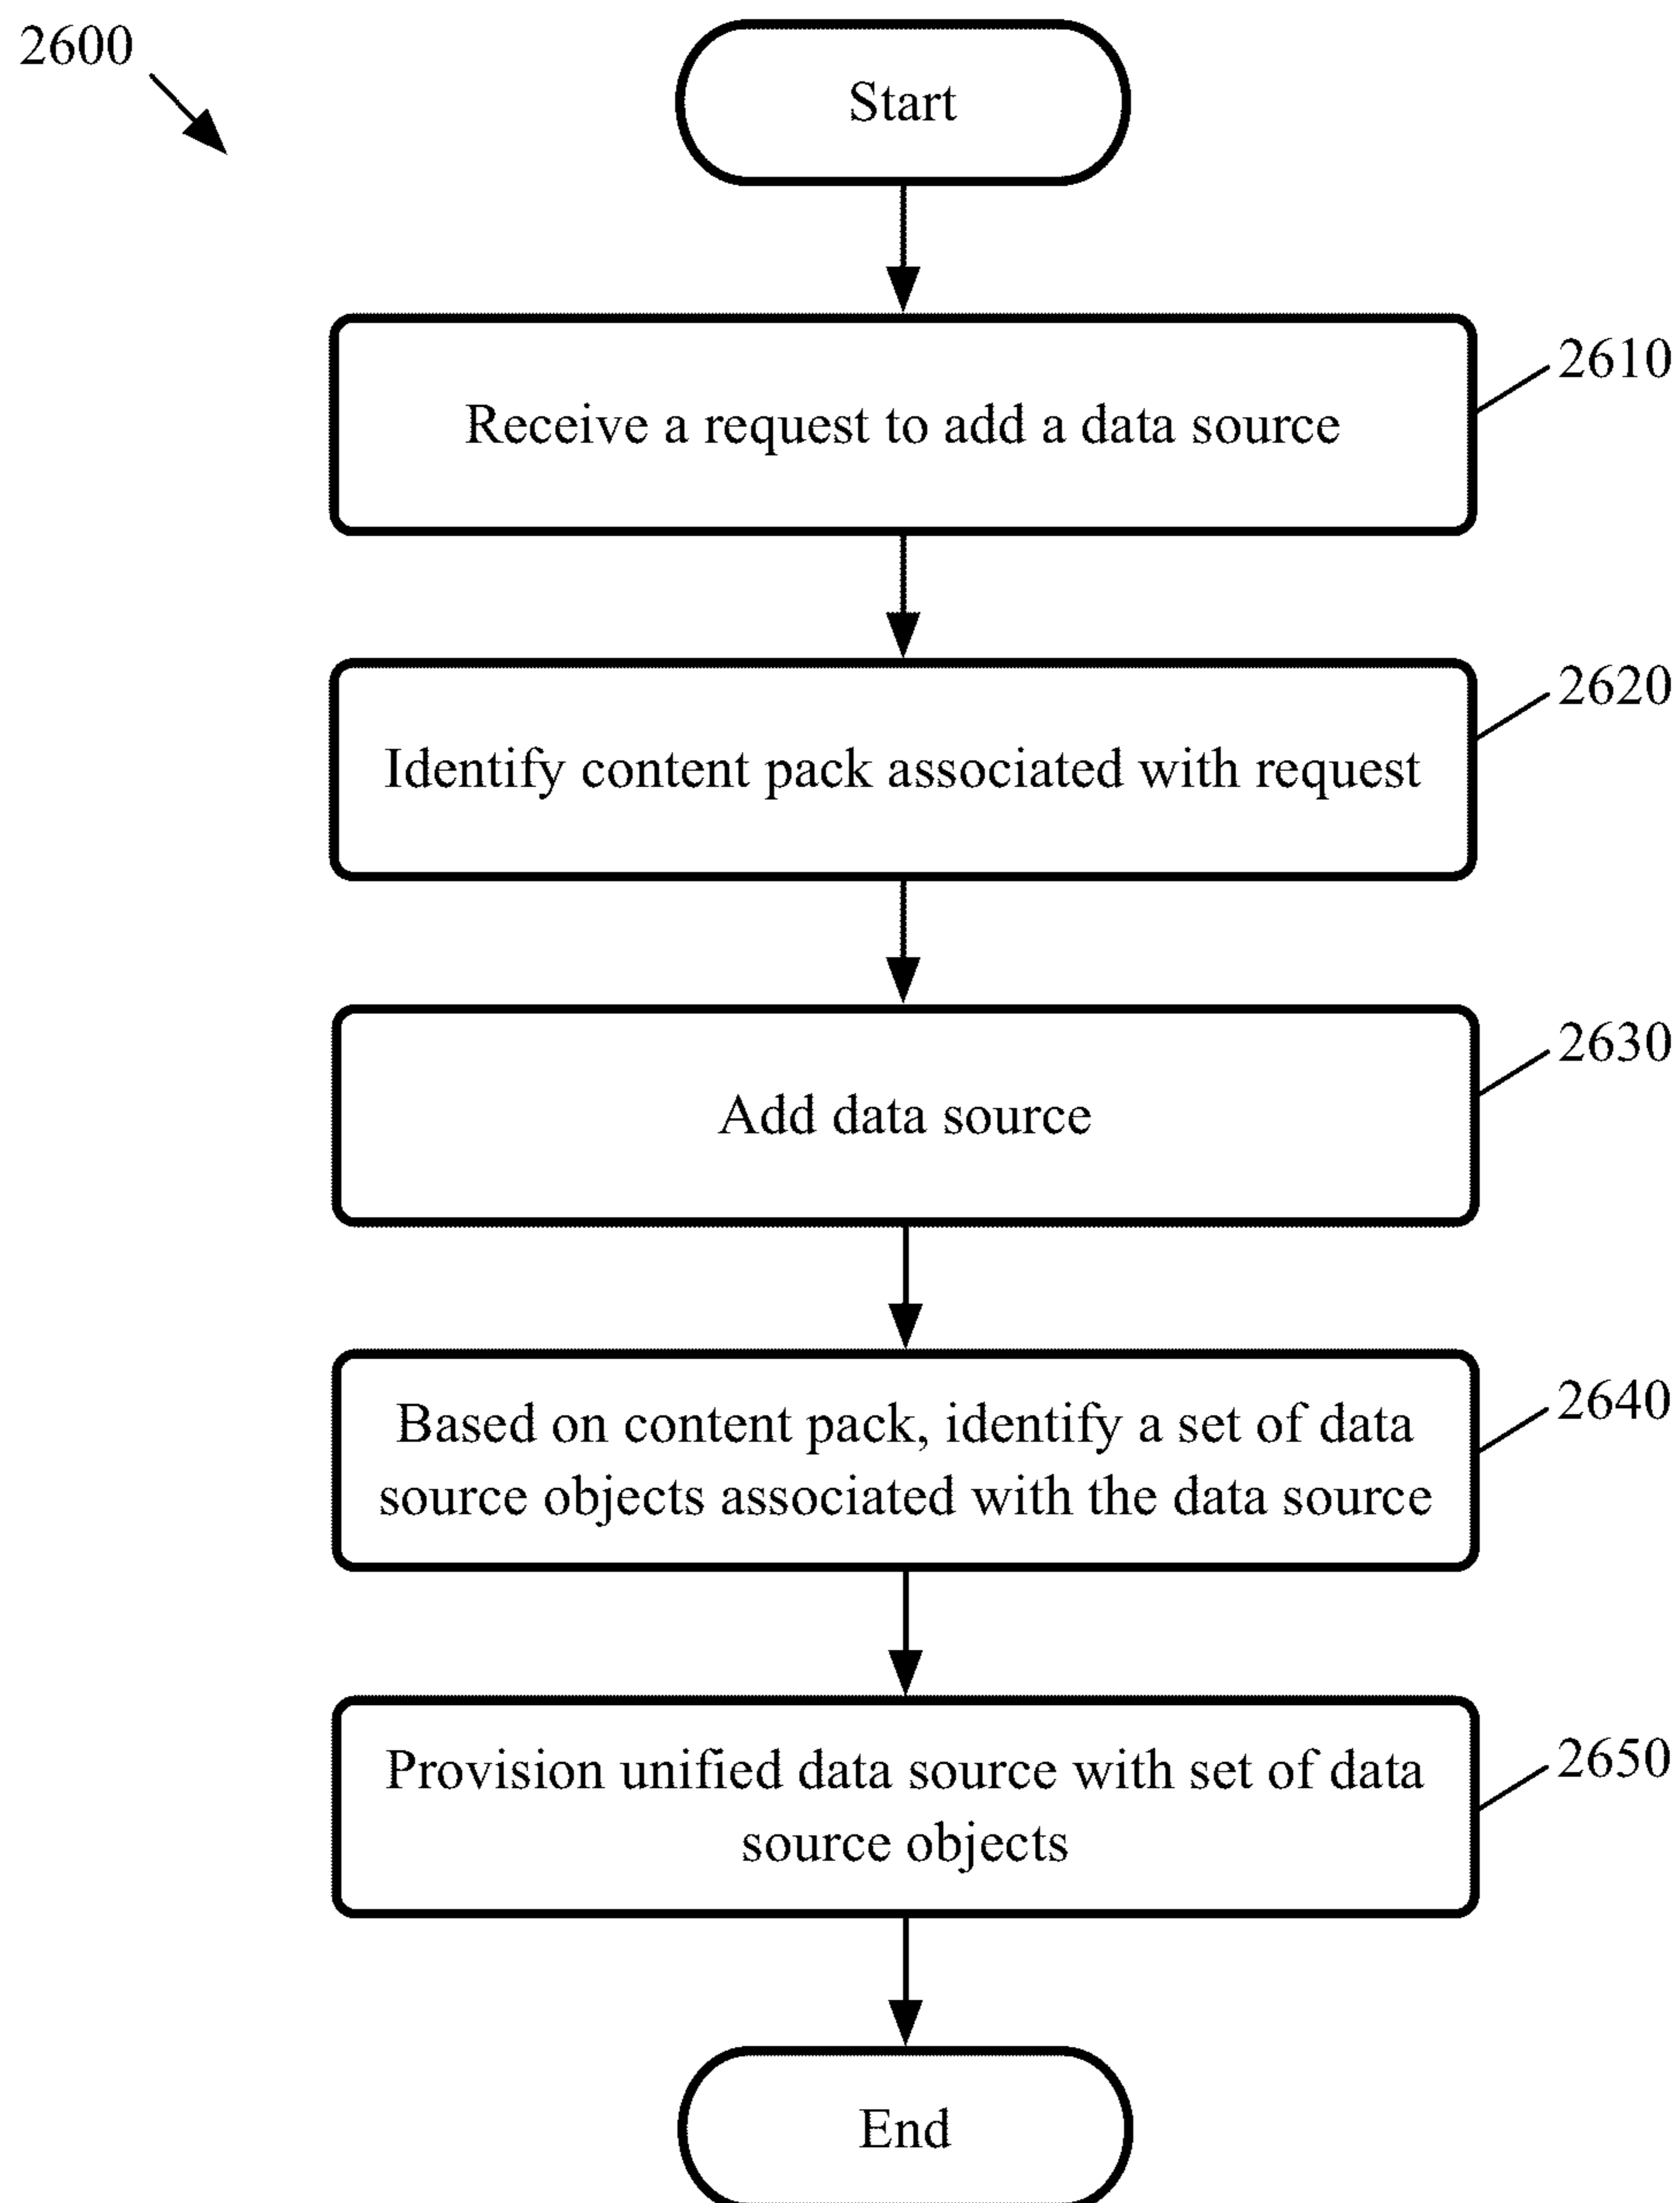 2600
Start
Receive a request to add a data source
2610
Identify content pack associated with request
2620
Add data source
2630
Based on content pack, identify a set of data
source objects associated with the data source
2640
Provision unified data source with set of data
source objects
2650
End